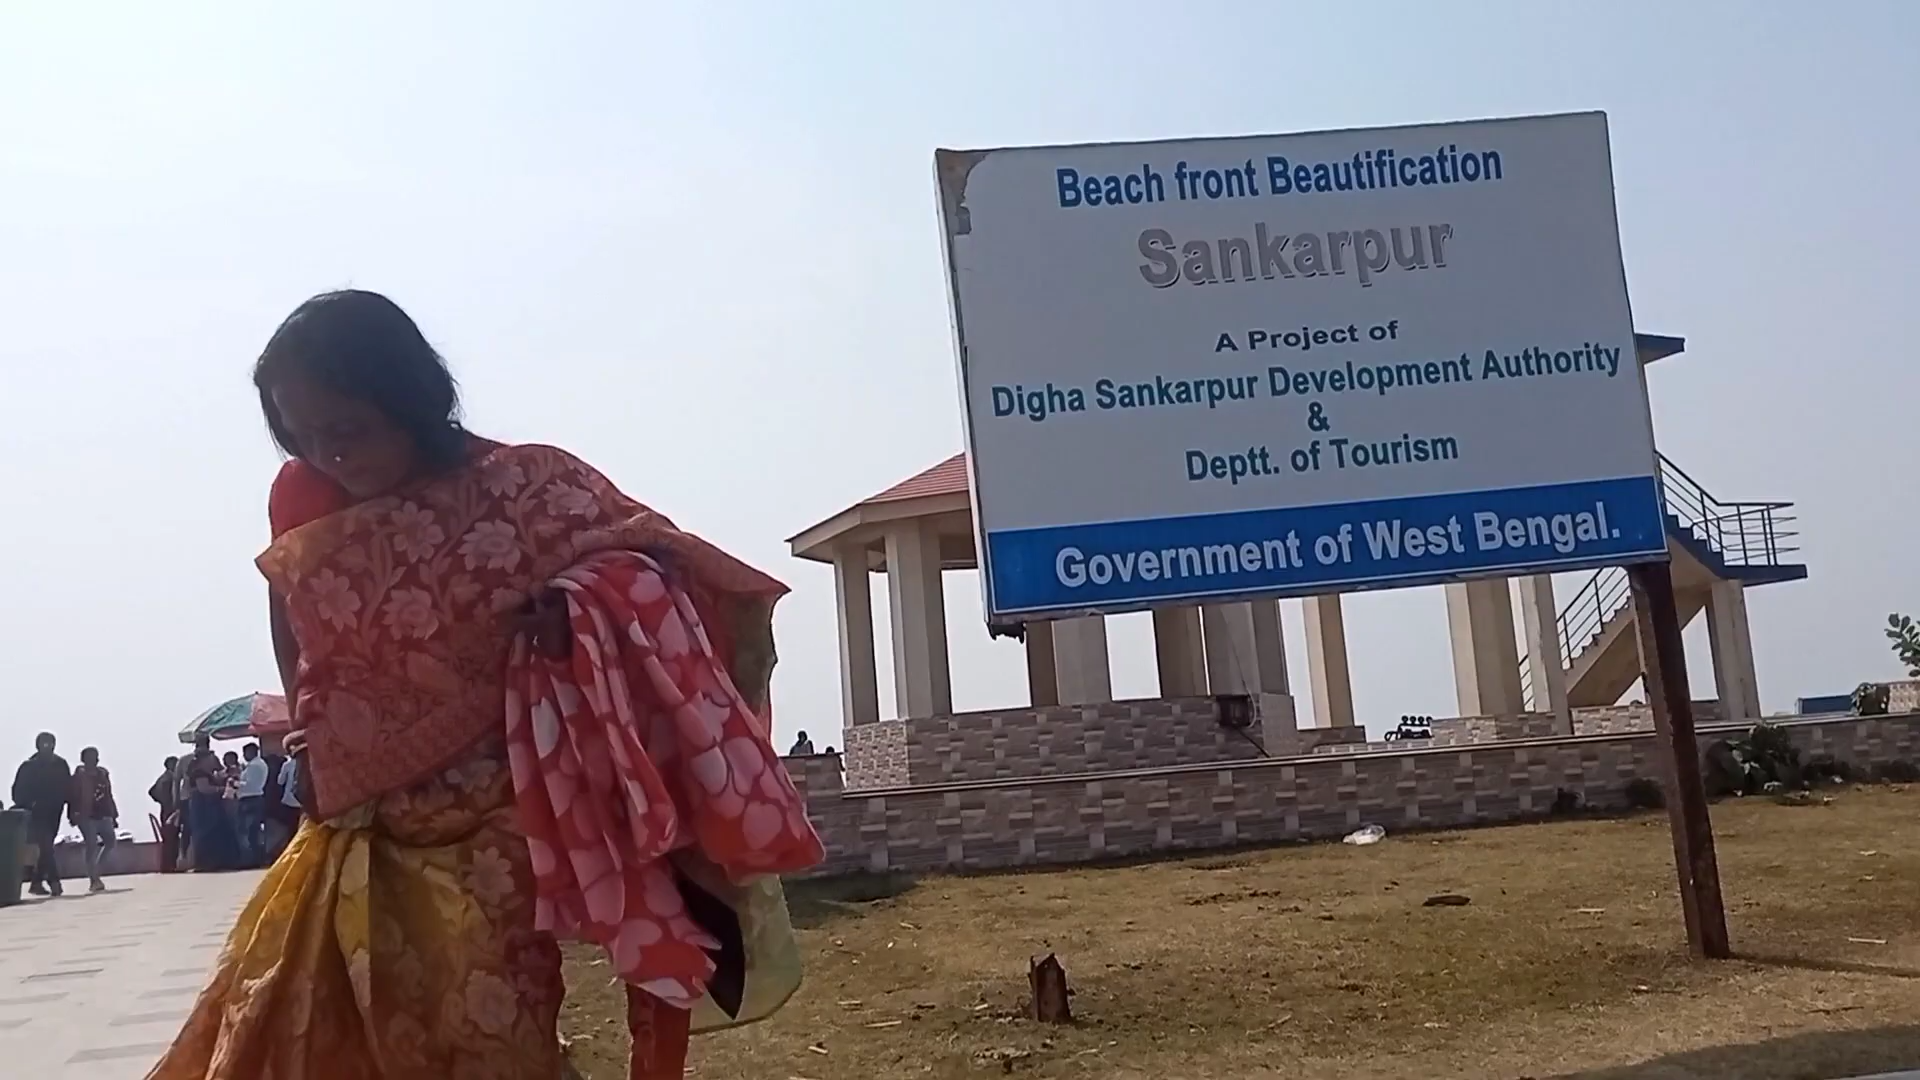 Beach front Beautification
Sankarpur
A Project of
Digha Sankarpur Development Authority
&
Deptt. of Tourism
Government of West Bengal.